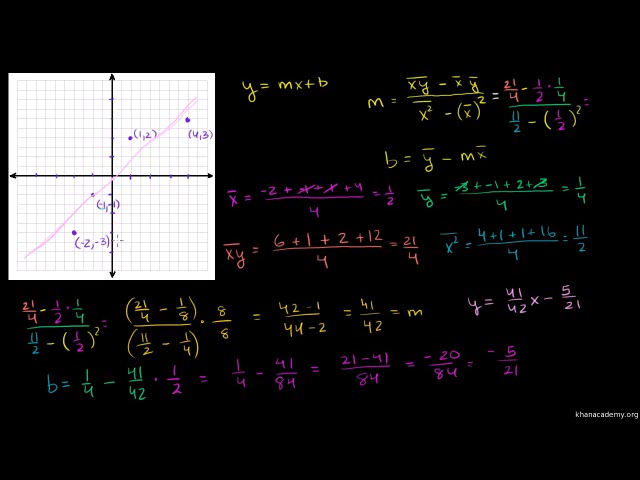 y = mx+b
m = (x̅y̅ - x̅ y̅)/(x̅²̅ - (x̅)²) = (21/4 - 1/2 · 1/4)/(11/2 - (1/2)²) =
b = y̅ - mx̅
(1,2)
(4,3)
(-1,-1)
(-2,-3)
x̅ = (-2 + -1 + 1 + 4)/4 = 1/2
y̅ = (-3 + -1 + 2 + 3)/4 = 1/4
x̅y̅ = (6 + 1 + 2 + 12)/4 = 21/4
x̅²̅ = (4 + 1 + 1 + 16)/4 = 11/2
(21/4 - 1/2 · 1/4)/(11/2 - (1/2)²) = (21/4 - 1/8)/(11/2 - 1/4) · 8/8 = (42 - 1)/(44 - 2) = 41/42 = m
y = 41/42 x - 5/21
b = 1/4 - 41/42 · 1/2 = 1/4 - 41/84 = (21 - 41)/84 = -20/84 = -5/21
khanacademy.org